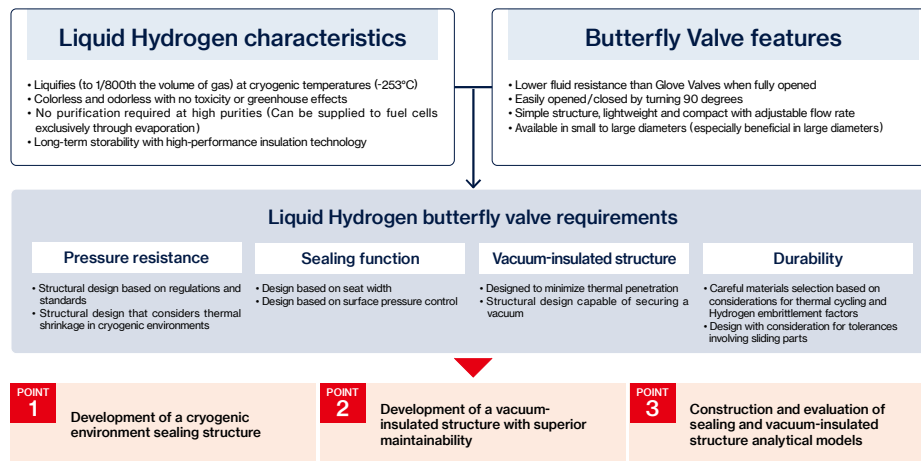 Liquid Hydrogen characteristics
• Liquifies (to 1/800th the volume of gas) at cryogenic temperatures (-253°C)
• Colorless and odorless with no toxicity or greenhouse effects
• No purification required at high purities (Can be supplied to fuel cells
exclusively through evaporation)
• Long-term storability with high-performance insulation technology
Butterfly Valve features
• Lower fluid resistance than Glove Valves when fully opened
• Easily opened/closed by turning 90 degrees
• Simple structure, lightweight and compact with adjustable flow rate
• Available in small to large diameters (especially beneficial in large diameters)
Liquid Hydrogen butterfly valve requirements
Pressure resistance
• Structural design based on regulations and
standards
• Structural design that considers thermal
shrinkage in cryogenic environments
Sealing function
• Design based on seat width
• Design based on surface pressure control
Vacuum-insulated structure
• Designed to minimize thermal penetration
• Structural design capable of securing a
vacuum
Durability
• Careful materials selection based on
considerations for thermal cycling and
Hydrogen embrittlement factors
• Design with consideration for tolerances
involving sliding parts
POINT
1
Development of a cryogenic
environment sealing structure
POINT
2
Development of a vacuum-
insulated structure with superior
maintainability
POINT
3
Construction and evaluation of
sealing and vacuum-insulated
structure analytical models